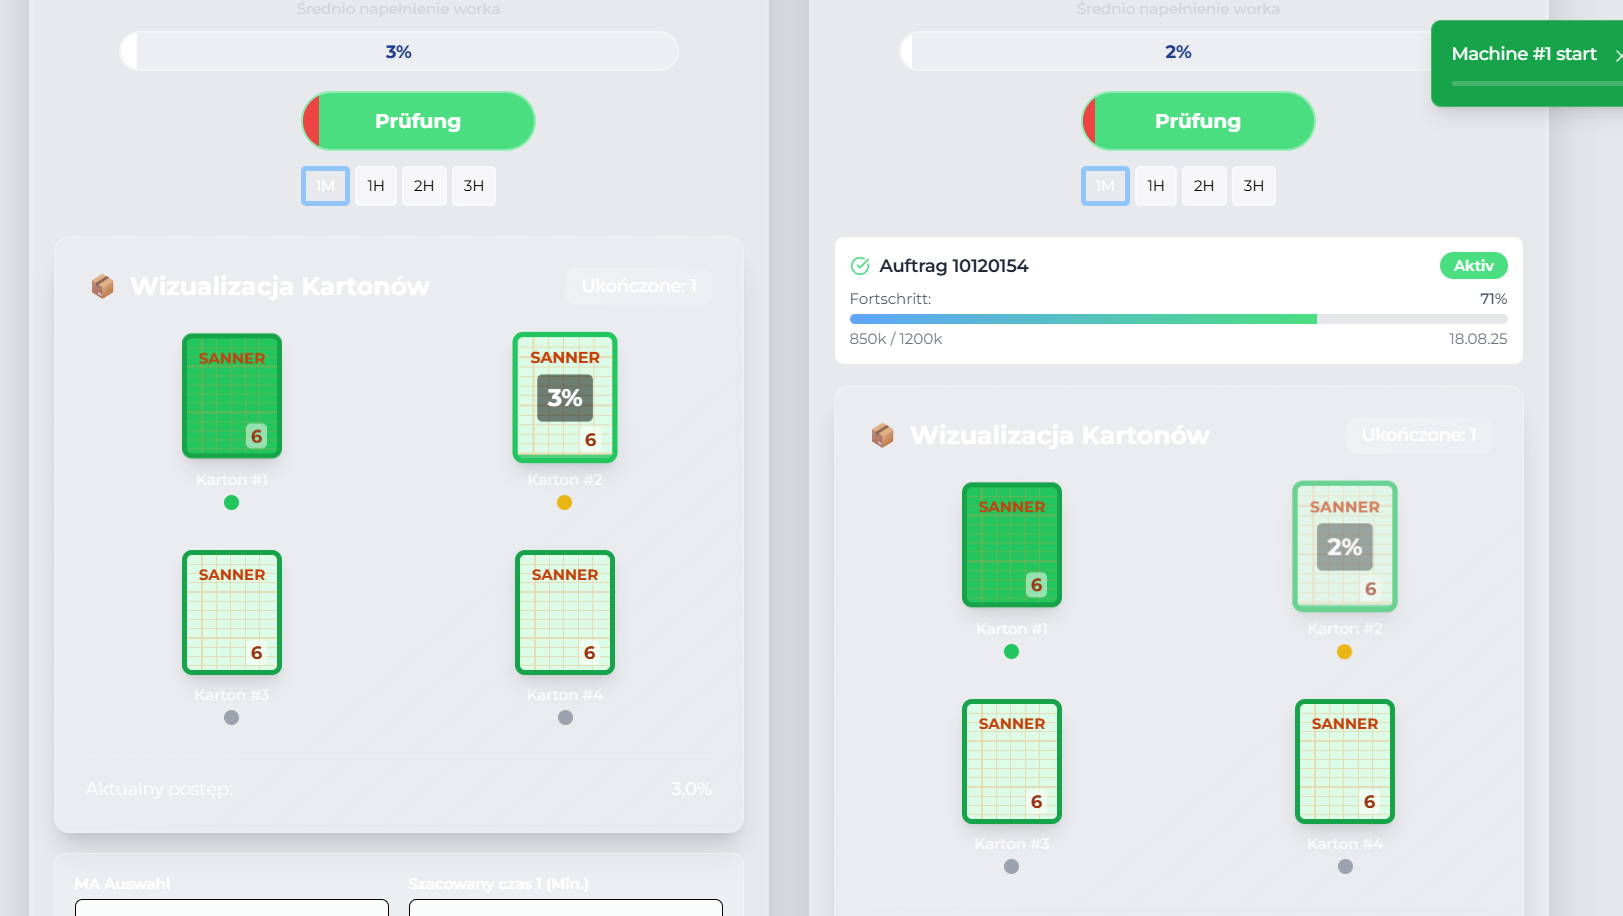 Średnio napełnienie worka
3%
Prüfung
1M 1H 2H 3H
📦 Wizualizacja Kartonów
Ukończone: 1
SANNER
6
Karton #1
SANNER
3%
6
Karton #2
SANNER
6
Karton #3
SANNER
6
Karton #4
Aktualny postęp: 3.0%
MA Auswahl
Szacowany czas 1 (Min.)
Średnio napełnienie worka
2%
Prüfung
1M 1H 2H 3H
Auftrag 10120154
Aktiv
Fortschritt: 71%
850k / 1200k 18.08.25
📦 Wizualizacja Kartonów
Ukończone: 1
SANNER
6
Karton #1
SANNER
2%
6
Karton #2
SANNER
6
Karton #3
SANNER
6
Karton #4
Machine #1 start